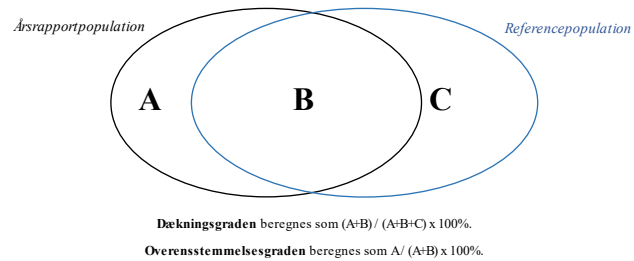 Årsrapportpopulation
Referencepopulation
A B C
Dækningsgraden beregnes som (A+B) / (A+B+C) x 100%.
Overensstemmelsesgraden beregnes som A/ (A+B) x 100%.